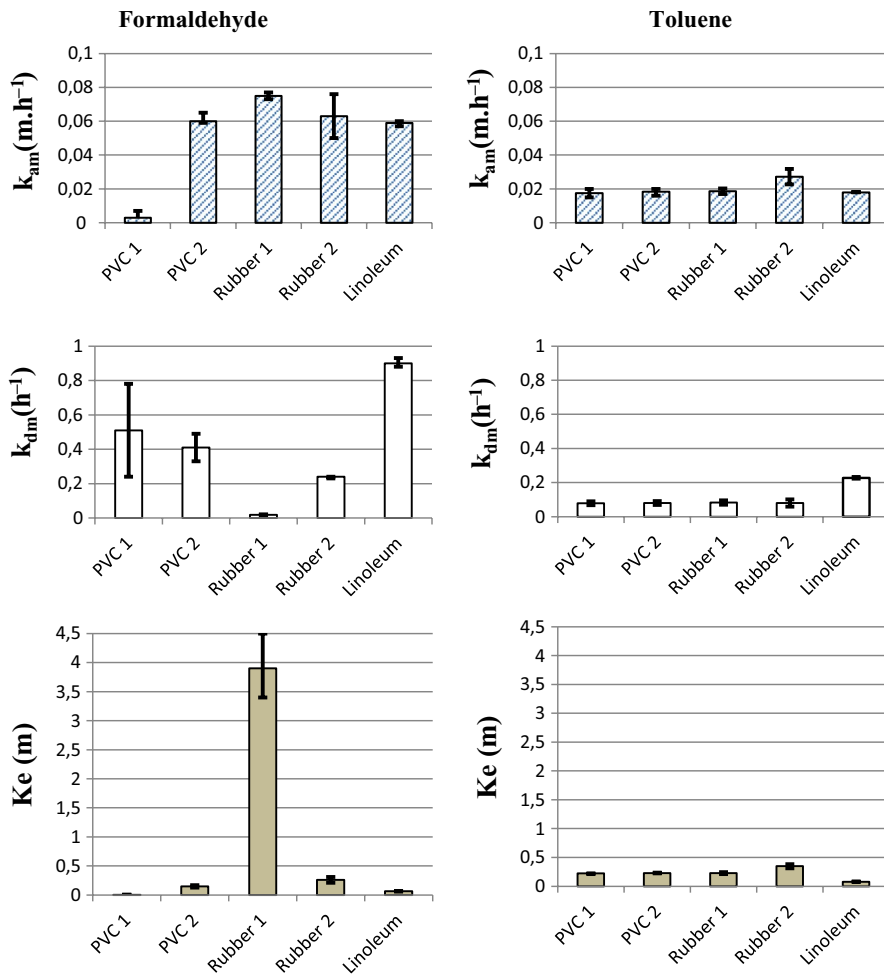 Formaldehyde
k_am(m.h⁻¹)
0,1
0,08
0,06
0,04
0,02
0
PVC 1
PVC 2
Rubber 1
Rubber 2
Linoleum
Toluene
k_am(m.h⁻¹)
0,1
0,08
0,06
0,04
0,02
0
PVC 1
PVC 2
Rubber 1
Rubber 2
Linoleum
k_dm(h⁻¹)
1
0,8
0,6
0,4
0,2
0
PVC 1
PVC 2
Rubber 1
Rubber 2
Linoleum
k_dm(h⁻¹)
1
0,8
0,6
0,4
0,2
0
PVC 1
PVC 2
Rubber 1
Rubber 2
Linoleum
Ke (m)
4,5
4
3,5
3
2,5
2
1,5
1
0,5
0
PVC 1
PVC 2
Rubber 1
Rubber 2
Linoleum
Ke (m)
4,5
4
3,5
3
2,5
2
1,5
1
0,5
0
PVC 1
PVC 2
Rubber 1
Rubber 2
Linoleum